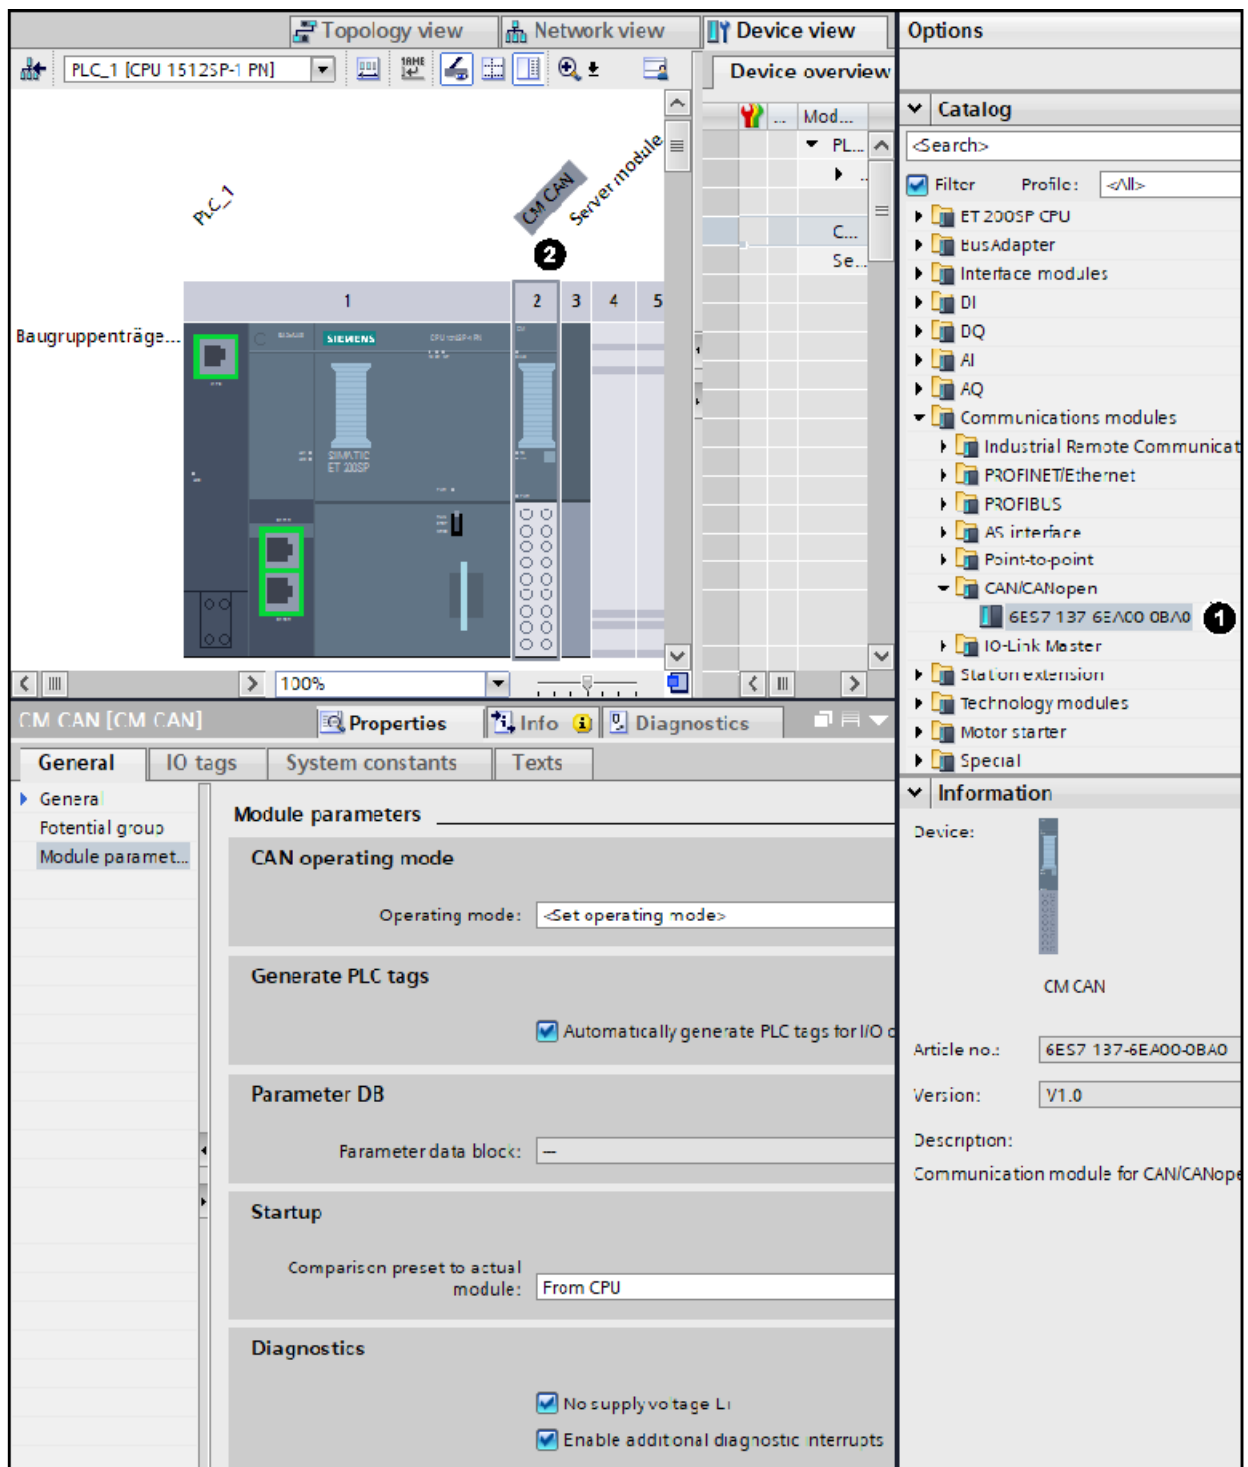 Topology view
Network view
Device view
Options
PLC_1 [CPU 1512SP-1 PN]
Device overview
Catalog
... Mod...
<Search>
PL...
Filter Profile: <All>
...
C...
Se...
PLC_1
CM CAN
Server module
2
1 2 3 4 5
Baugruppenträge...
SIEMENS
SIMATIC
ET 200SP
ET 200SP CPU
BusAdapter
Interface modules
DI
DQ
AI
AQ
Communications modules
Industrial Remote Communicat
PROFINET/Ethernet
PROFIBUS
AS interface
Point-to-point
CAN/CANopen
6ES7 137-6EA00-0BA0 1
IO-Link Master
Station extension
Technology modules
Motor starter
Special
100%
CM CAN [CM CAN]
Properties
Info
Diagnostics
General
IO tags
System constants
Texts
General
Potential group
Module paramet...
Module parameters
CAN operating mode
Operating mode: <Set operating mode>
Generate PLC tags
Automatically generate PLC tags for I/O
Parameter DB
Parameter data block: ---
Startup
Comparison preset to actual
module: From CPU
Diagnostics
No supply voltage L+
Enable additional diagnostic interrupts
Information
Device:
CM CAN
Article no.: 6ES7 137-6EA00-0BA0
Version: V1.0
Description:
Communication module for CAN/CANope